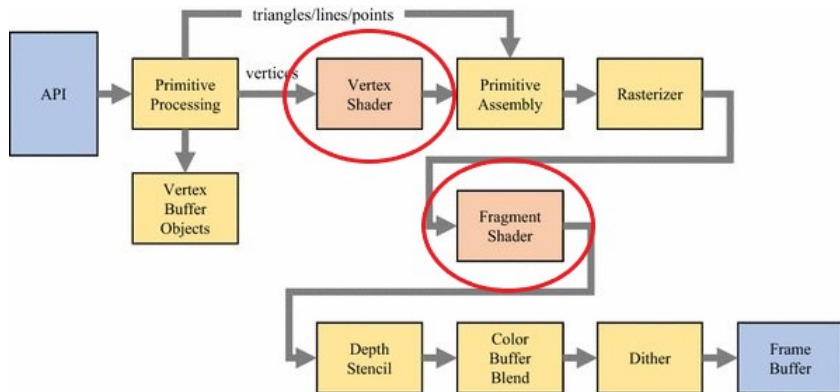 triangles/lines/points
API
Primitive
Processing
vertices
Vertex
Shader
Primitive
Assembly
Rasterizer
Vertex
Buffer
Objects
Fragment
Shader
Depth
Stencil
Color
Buffer
Blend
Dither
Frame
Buffer